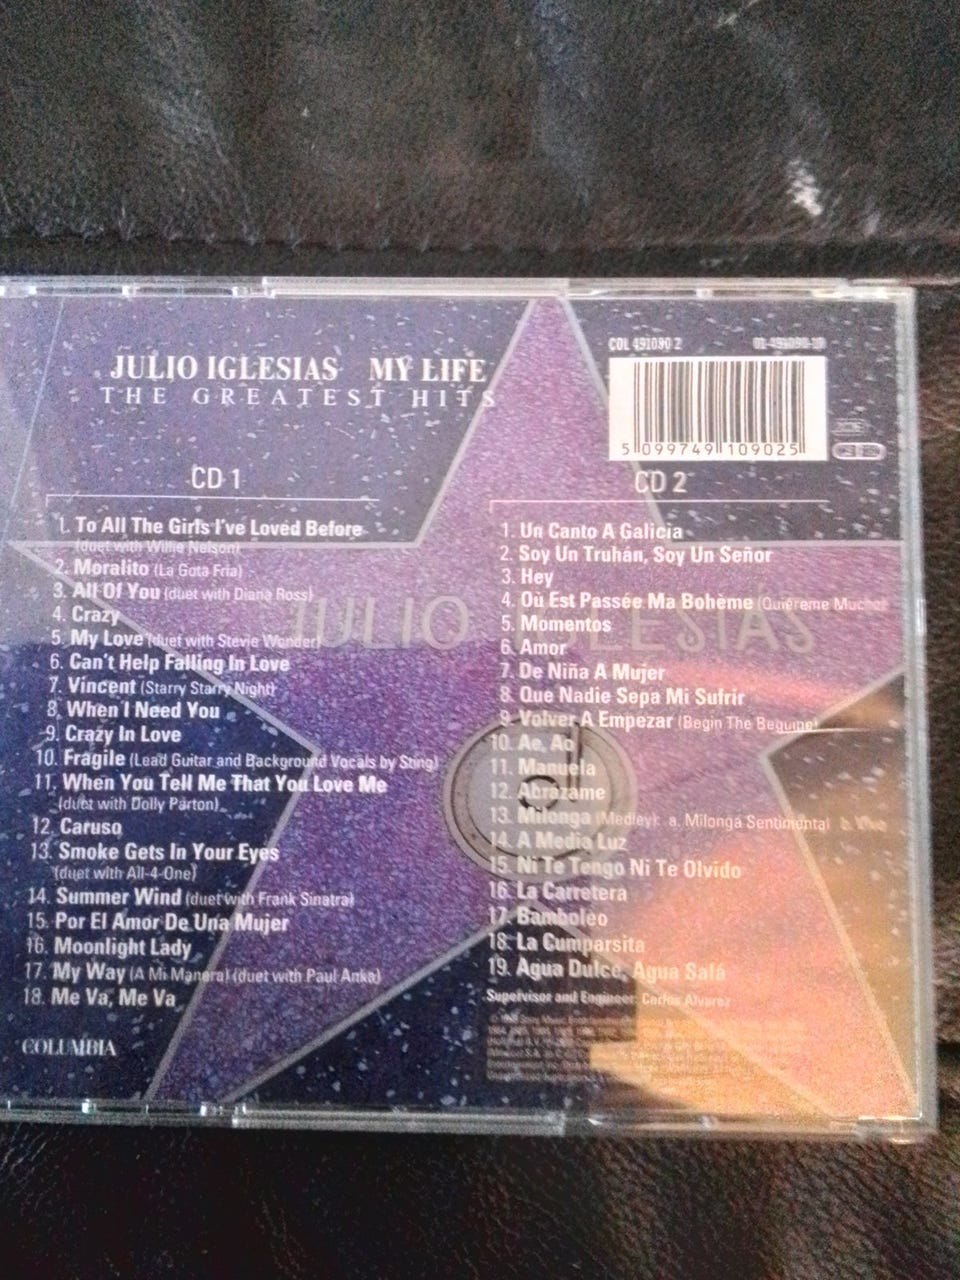 JULIO IGLESIAS MY LIFE
THE GREATEST HITS
COL 491090 2
5 099749 109025
CD 1
1. To All The Girls I've Loved Before
(duet with Willie Nelson)
2. Moralito (La Gota Fria)
3. All Of You (duet with Diana Ross)
4. Crazy
5. My Love (duet with Stevie Wonder)
6. Can't Help Falling In Love
7. Vincent (Starry Starry Night)
8. When I Need You
9. Crazy In Love
10. Fragile (Lead Guitar and Background Vocals by Sting)
11. When You Tell Me That You Love Me
(duet with Dolly Parton)
12. Caruso
13. Smoke Gets In Your Eyes
(duet with All-4-One)
14. Summer Wind (duet with Frank Sinatra)
15. Por El Amor De Una Mujer
16. Moonlight Lady
17. My Way (A Mi Manera) (duet with Paul Anka)
18. Me Va, Me Va
COLUMBIA
JULIO IGLESIAS
CD 2
1. Un Canto A Galicia
2. Soy Un Truhán, Soy Un Señor
3. Hey
4. Où Est Passée Ma Bohème (Quiéreme Mucho)
5. Momentos
6. Amor
7. De Niña A Mujer
8. Que Nadie Sepa Mi Sufrir
9. Volver A Empezar (Begin The Beguine)
10. Ae, Ao
11. Manuela
12. Abrázame
13. Milonga (Medley): a. Milonga Sentimental b.
14. A Media Luz
15. Ni Te Tengo Ni Te Olvido
16. La Carretera
17. Bamboleo
18. La Cumparsita
19. Agua Dulce, Agua Salá
Supervisor and Engineer: Carlos Alvarez